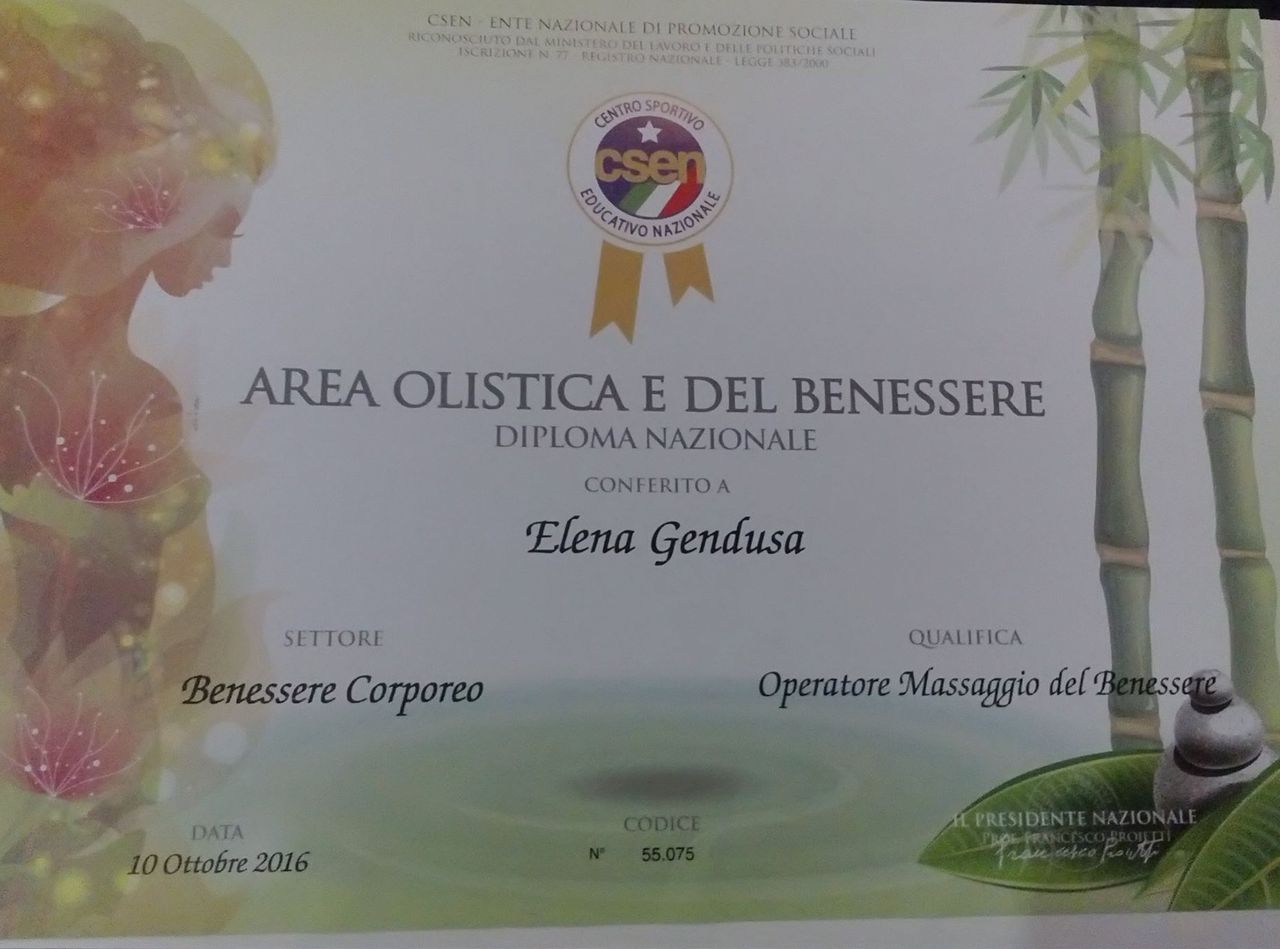 CSEN - ENTE NAZIONALE DI PROMOZIONE SOCIALE
RICONOSCIUTO DAL MINISTERO DEL LAVORO E DELLE POLITICHE SOCIALI
ISCRIZIONE N. 77 - REGISTRO NAZIONALE - LEGGE 383/2000
CENTRO SPORTIVO
csen
EDUCATIVO NAZIONALE
AREA OLISTICA E DEL BENESSERE
DIPLOMA NAZIONALE
CONFERITO A
Elena Gendusa
SETTORE
Benessere Corporeo
QUALIFICA
Operatore Massaggio del Benessere
DATA
10 Ottobre 2016
CODICE
N° 55.075
IL PRESIDENTE NAZIONALE
PROF. FRANCESCO PROIETTI